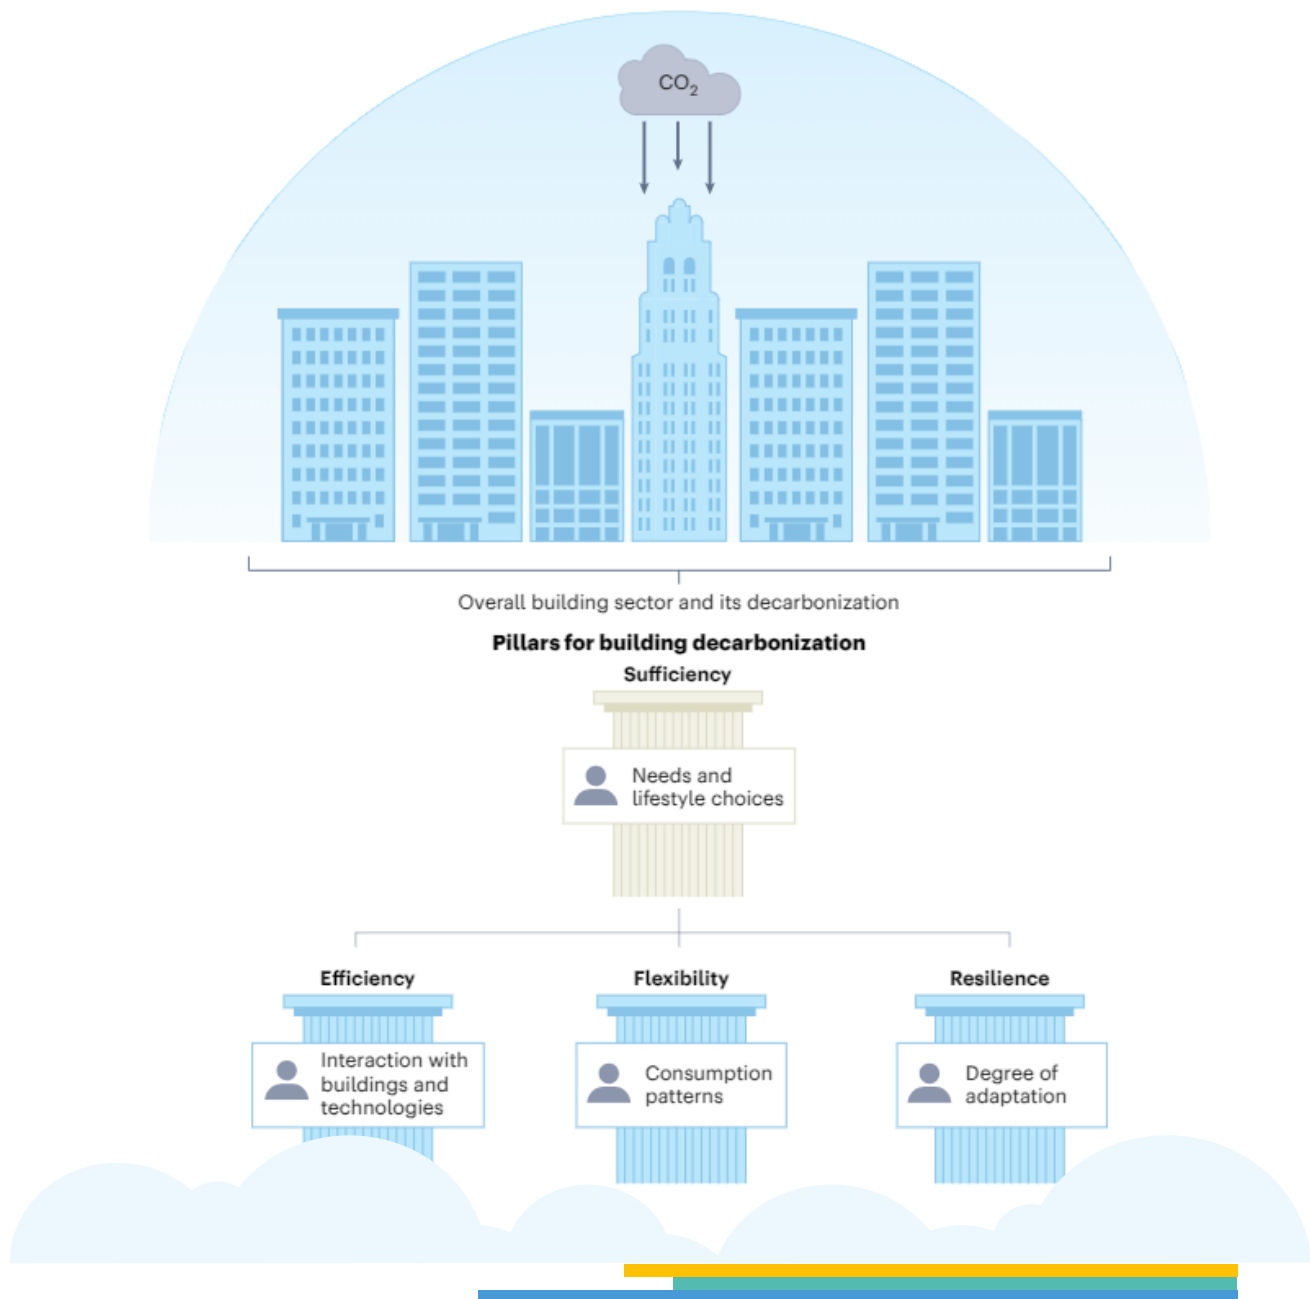 CO₂
Overall building sector and its decarbonization
Pillars for building decarbonization
Sufficiency
Needs and
lifestyle choices
Efficiency
Interaction with
buildings and
technologies
Flexibility
Consumption
patterns
Resilience
Degree of
adaptation